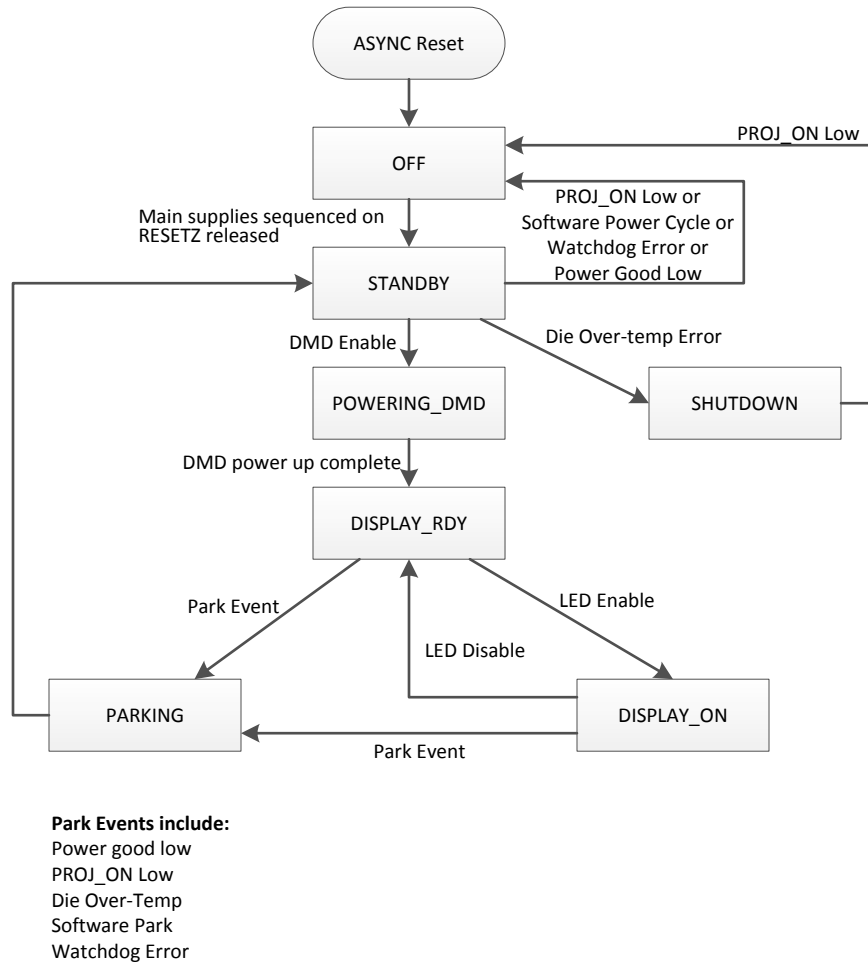 ASYNC Reset
PROJ_ON Low
OFF
Main supplies sequenced on
RESETZ released
PROJ_ON Low or
Software Power Cycle or
Watchdog Error or
Power Good Low
STANDBY
DMD Enable
Die Over-temp Error
POWERING_DMD
SHUTDOWN
DMD power up complete
DISPLAY_RDY
Park Event
LED Enable
LED Disable
PARKING
DISPLAY_ON
Park Event
Park Events include:
Power good low
PROJ_ON Low
Die Over-Temp
Software Park
Watchdog Error